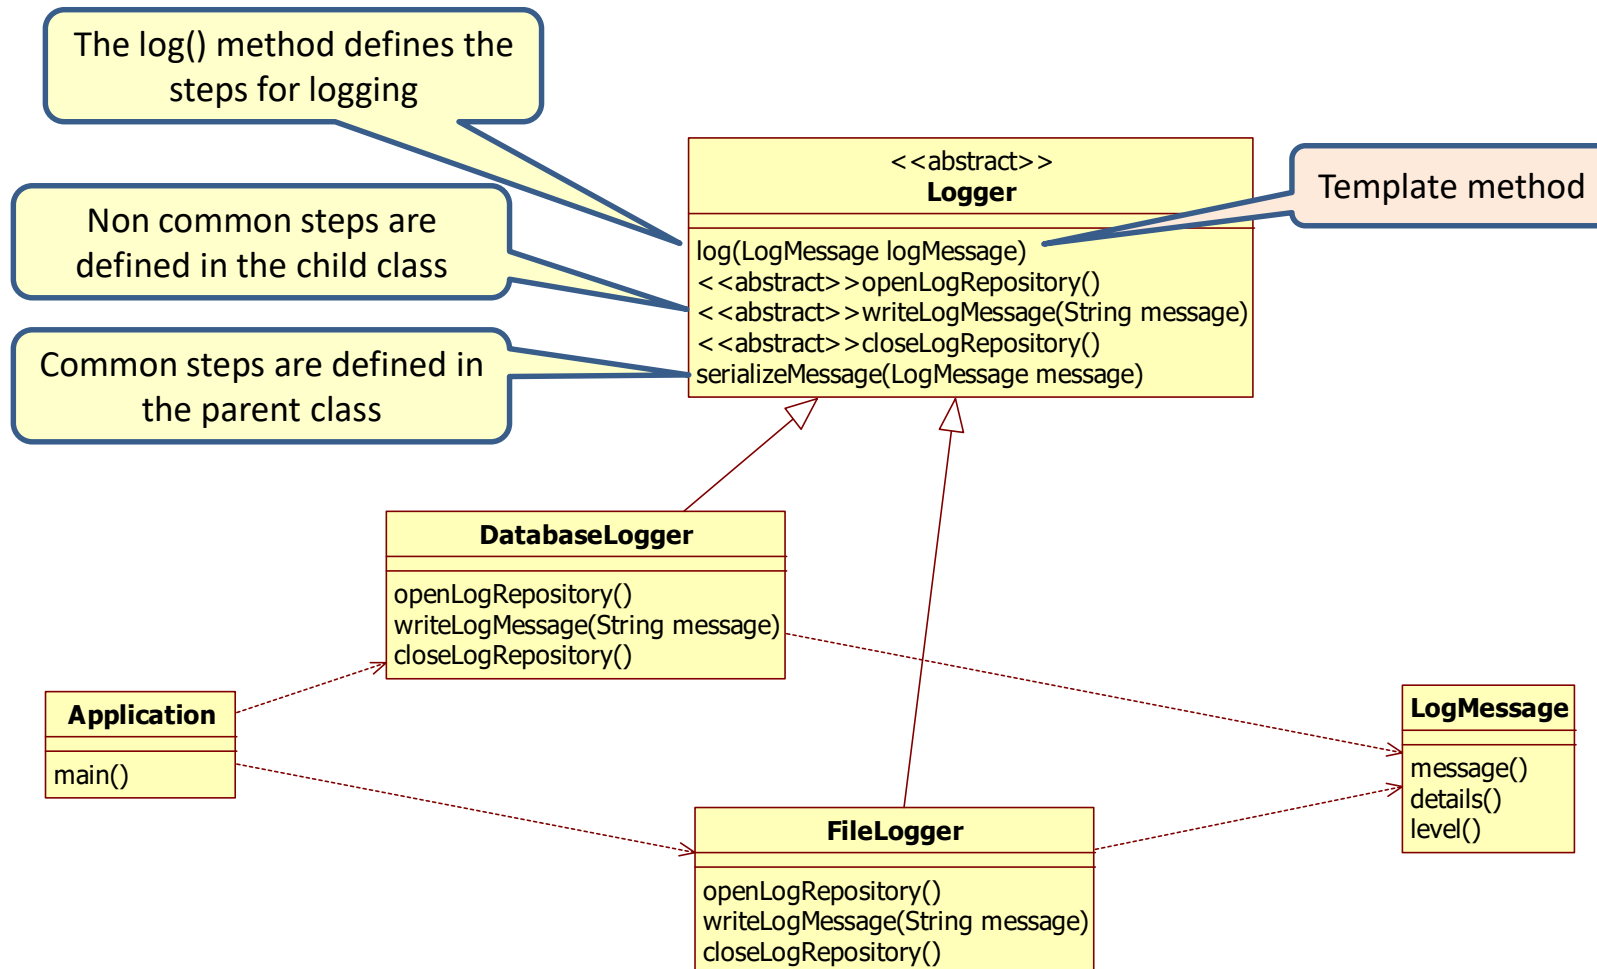 The log() method defines the
steps for logging
<<abstract>>
Logger
Template method
Non common steps are
defined in the child class
log(LogMessage logMessage)
<<abstract>>openLogRepository()
<<abstract>>writeLogMessage(String message)
<<abstract>>closeLogRepository()
serializeMessage(LogMessage message)
Common steps are defined in
the parent class
DatabaseLogger
openLogRepository()
writeLogMessage(String message)
closeLogRepository()
Application
main()
LogMessage
message()
details()
level()
FileLogger
openLogRepository()
writeLogMessage(String message)
closeLogRepository()